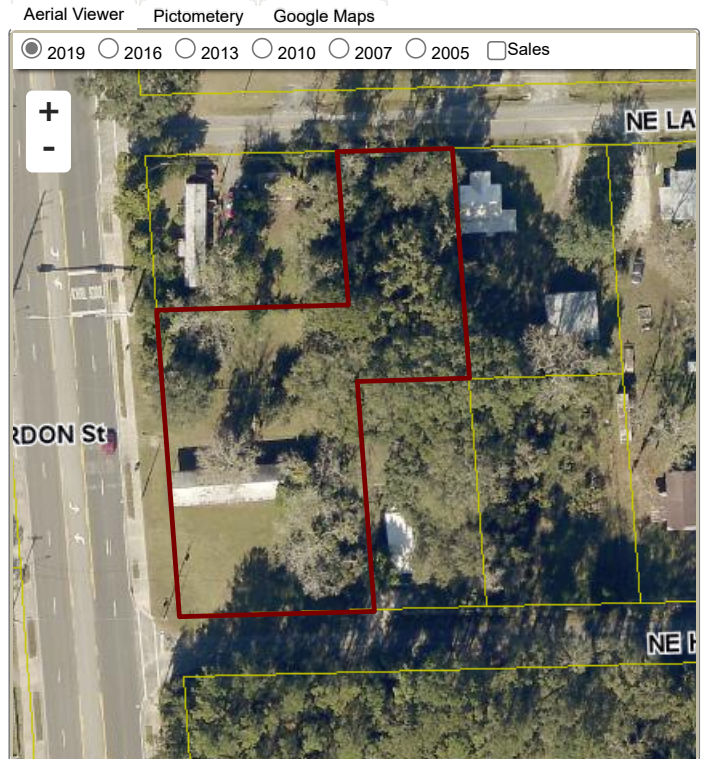 Aerial Viewer Pictometery Google Maps
2019 2016 2013 2010 2007 2005 Sales
+
-
NE LA
RDON St
NE H